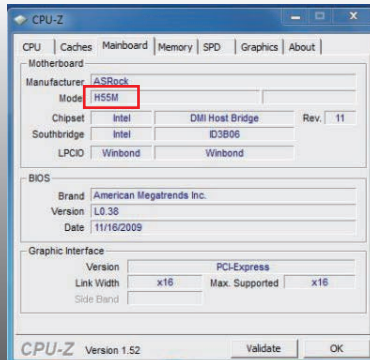 CPU-Z
CPU Caches Mainboard Memory SPD Graphics About
Motherboard
Manufacturer ASRock
Model H55M
Chipset Intel DMI Host Bridge Rev. 11
Southbridge Intel ID3B06
LPCIO Winbond Winbond
BIOS
Brand American Megatrends Inc.
Version L0.38
Date 11/16/2009
Graphic Interface
Version PCI-Express
Link Width x16 Max. Supported x16
Side Band
CPU-Z Version 1.52 Validate OK